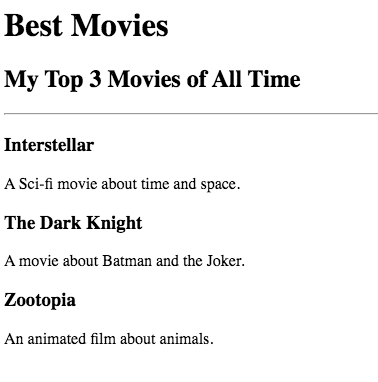 Best Movies
My Top 3 Movies of All Time
Interstellar
A Sci-fi movie about time and space.
The Dark Knight
A movie about Batman and the Joker.
Zootopia
An animated film about animals.